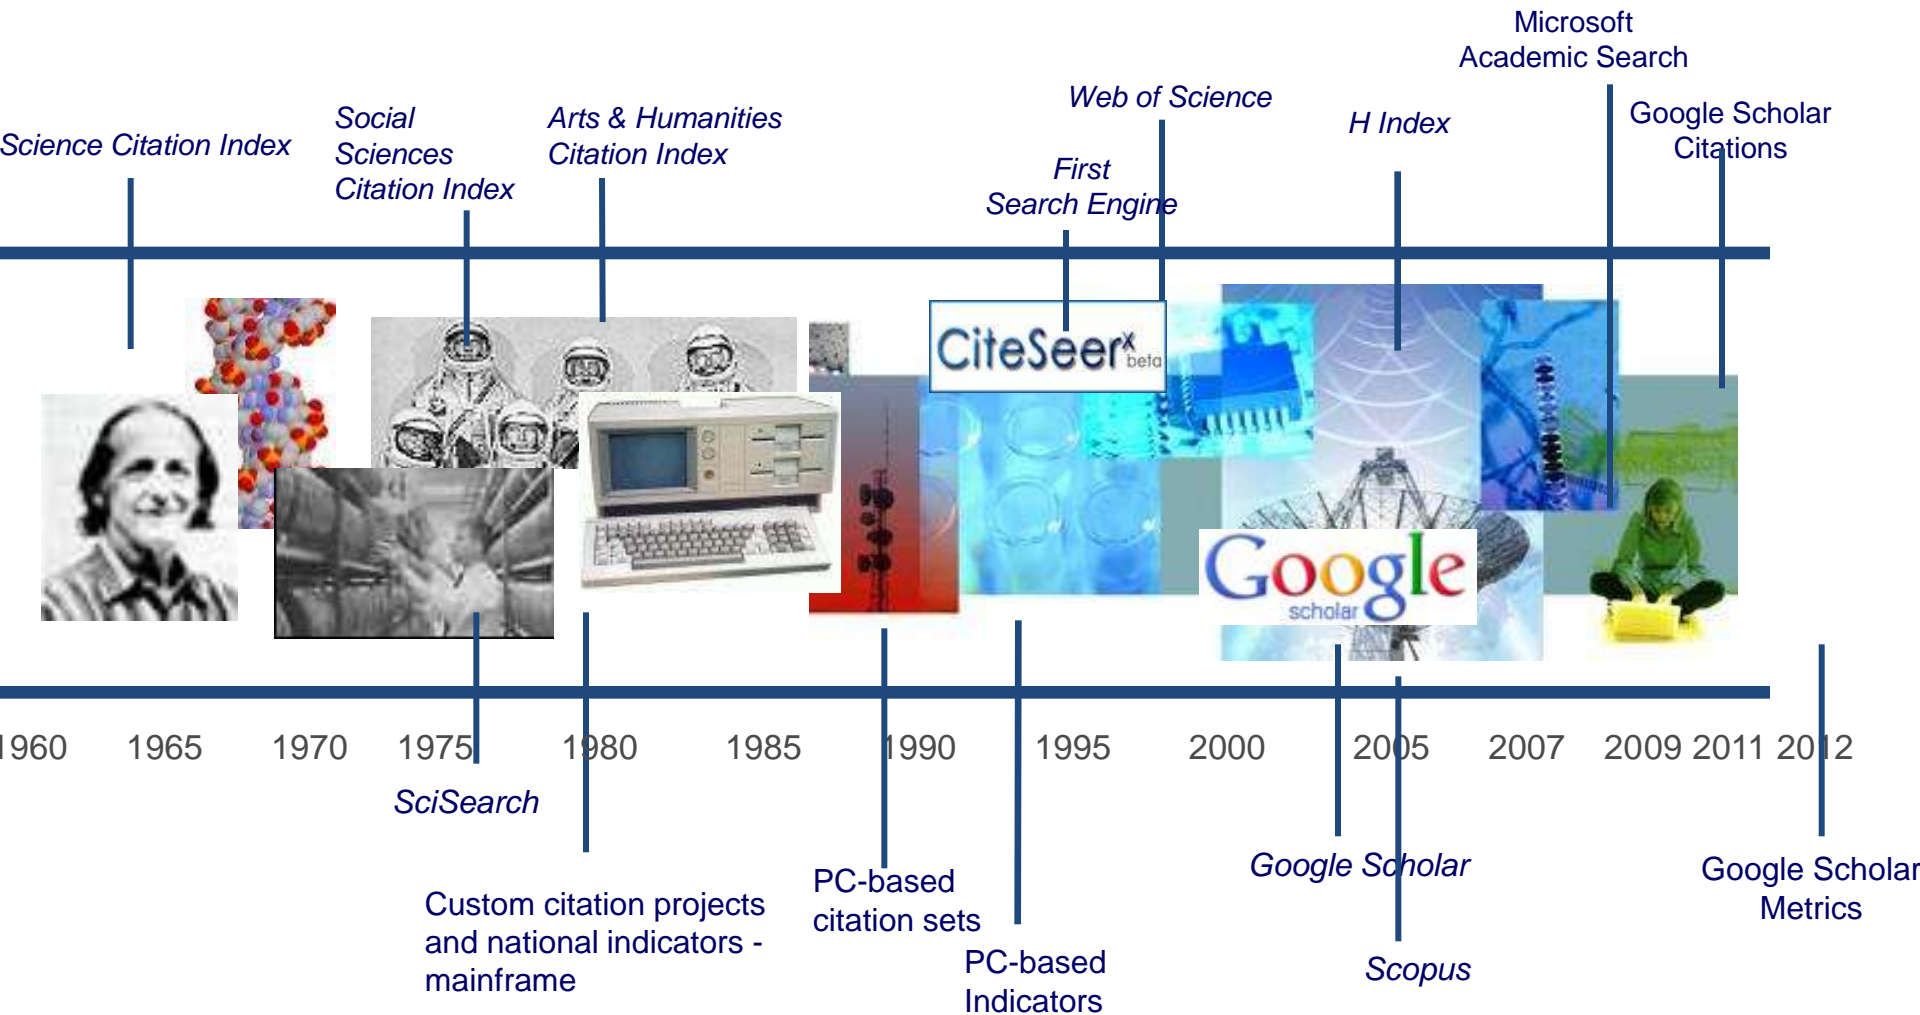 Microsoft
Academic Search
Science Citation Index
Social
Sciences
Citation Index
Arts & Humanities
Citation Index
First
Search Engine
Web of Science
H Index
Google Scholar
Citations
CiteSeerx
beta
Google
scholar
1960 1965 1970 1975 1980 1985 1990 1995 2000 2005 2007 2009 2011 2012
SciSearch
Custom citation projects
and national indicators -
mainframe
PC-based
citation sets
PC-based
Indicators
Google Scholar
Scopus
Google Scholar
Metrics